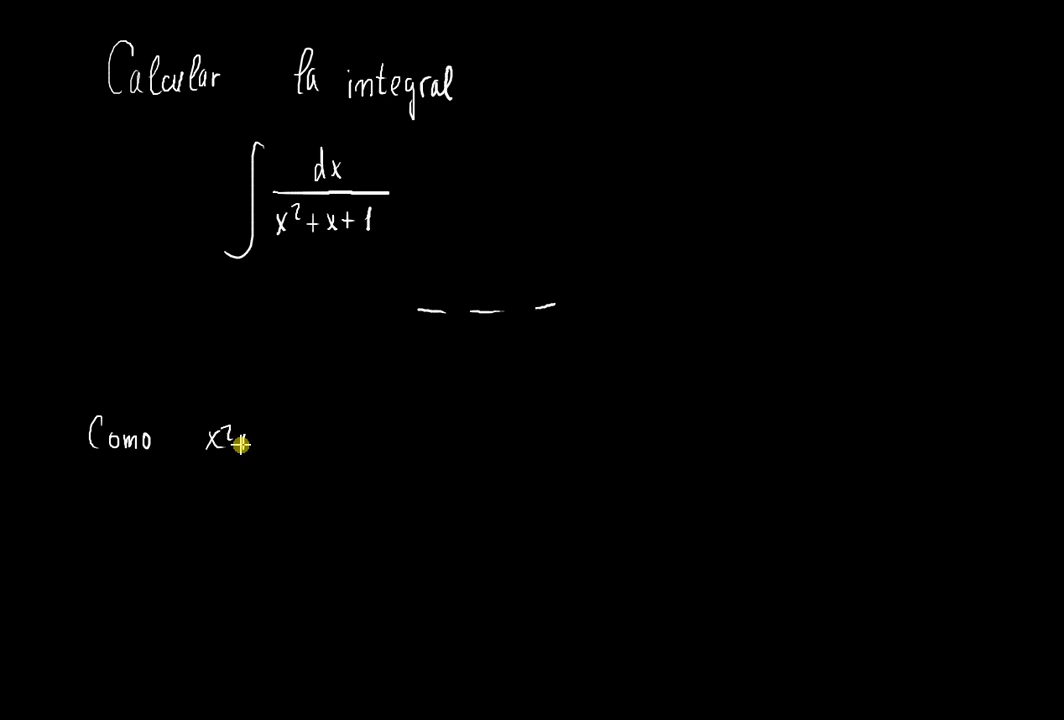 Calcular la integral
∫ dx / (x² + x + 1)
Como x²+